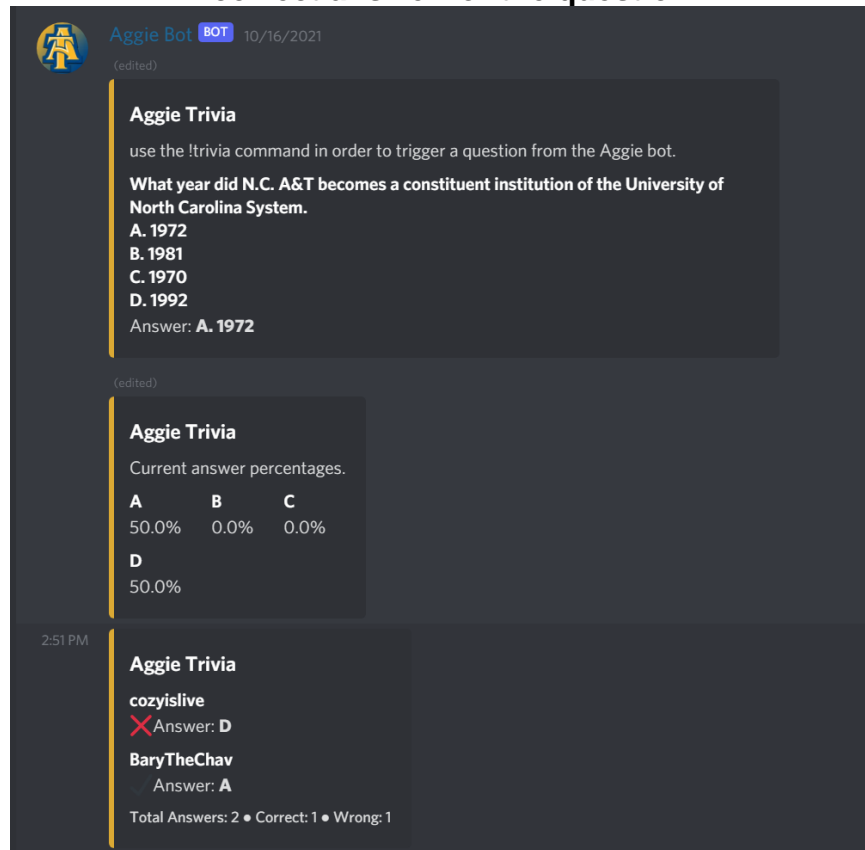 Aggie Bot BOT 10/16/2021
(edited)
Aggie Trivia
use the !trivia command in order to trigger a question from the Aggie bot.
What year did N.C. A&T becomes a constituent institution of the University of
North Carolina System.
A. 1972
B. 1981
C. 1970
D. 1992
Answer: A. 1972
(edited)
Aggie Trivia
Current answer percentages.
A B C
50.0% 0.0% 0.0%
D
50.0%
2:51 PM
Aggie Trivia
cozyislive
❌Answer: D
BaryTheChav
✓Answer: A
Total Answers: 2 • Correct: 1 • Wrong: 1